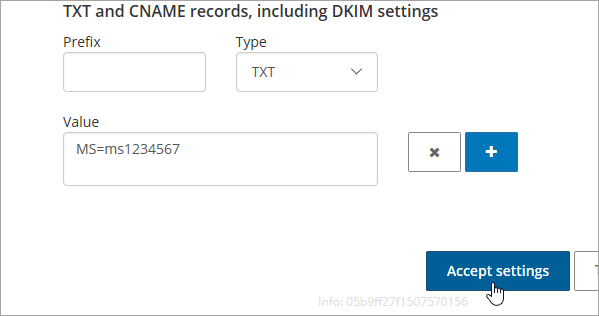 TXT and CNAME records, including DKIM settings
Prefix Type
TXT
Value
MS=ms1234567
Accept settings
Info: 05b9ff27f1507570156